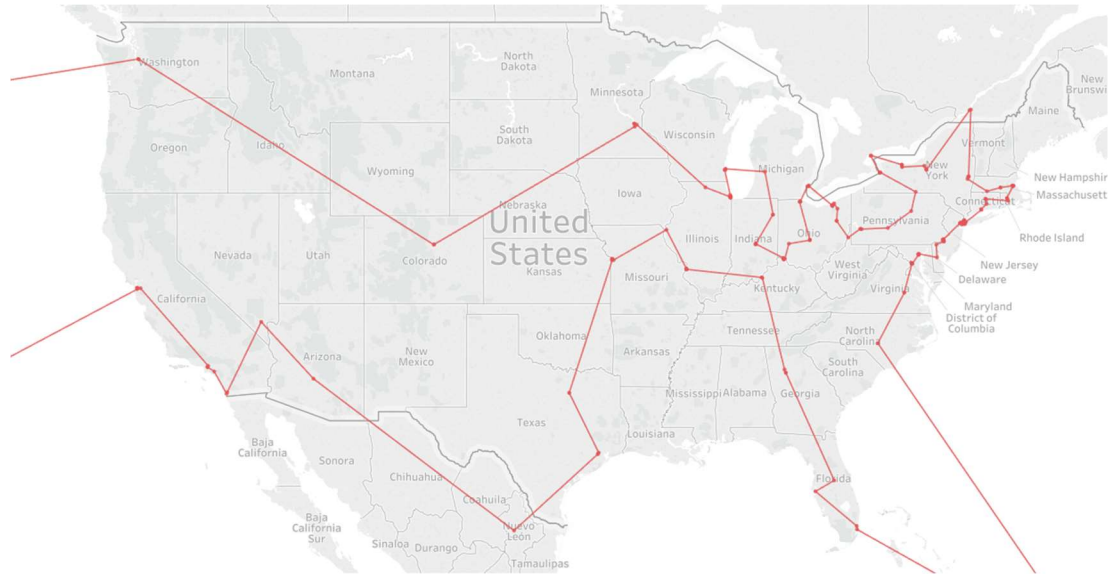 Washington
Montana
North
Dakota
Minnesota
New
Brunsw
Maine
Oregon
Idaho
South
Dakota
Wisconsin
Michigan
Vermont
New
York
Wyoming
New Hampshir
Massachusett
Connecticut
Iowa
Nebraska
United
States
Pennsylvania
Illinois
Indiana
Ohio
Rhode Island
Nevada
Utah
Colorado
Kansas
Missouri
West
Virginia
New Jersey
Delaware
Kentucky
Virginia
Maryland
District of
Columbia
California
Oklahoma
Tennessee
North
Carolin
Arizona
New
Mexico
Arkansas
South
Carolina
Mississippi
Alabama
Georgia
Texas
Louisiana
Baja
California
Sonora
Chihuahua
Coahuila
Florida
Baja
California
Sur
Nuevo
León
Sinaloa
Durango
Tamaulipas